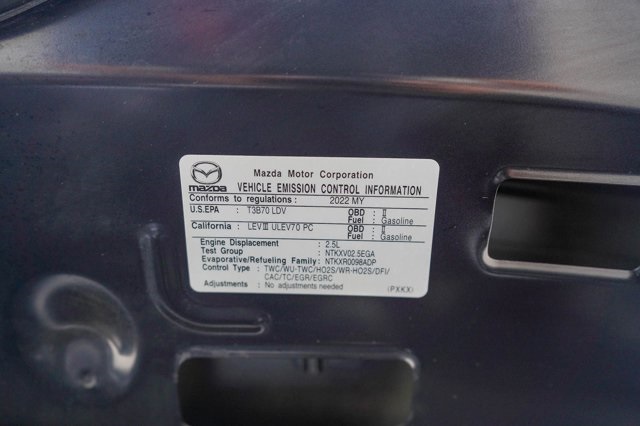 Mazda Motor Corporation
mazda VEHICLE EMISSION CONTROL INFORMATION
Conforms to regulations : 2022 MY
U.S.EPA : T3B70 LDV OBD : II
Fuel : Gasoline
California : LEVIII ULEV70 PC OBD : II
Fuel : Gasoline
Engine Displacement : 2.5L
Test Group : NTKXV02.5EGA
Evaporative/Refueling Family : NTKXR0098ADP
Control Type : TWC/WU-TWC/HO2S/WR-HO2S/DFI/
CAC/TC/EGR/EGRC
Adjustments : No adjustments needed (PXKX)